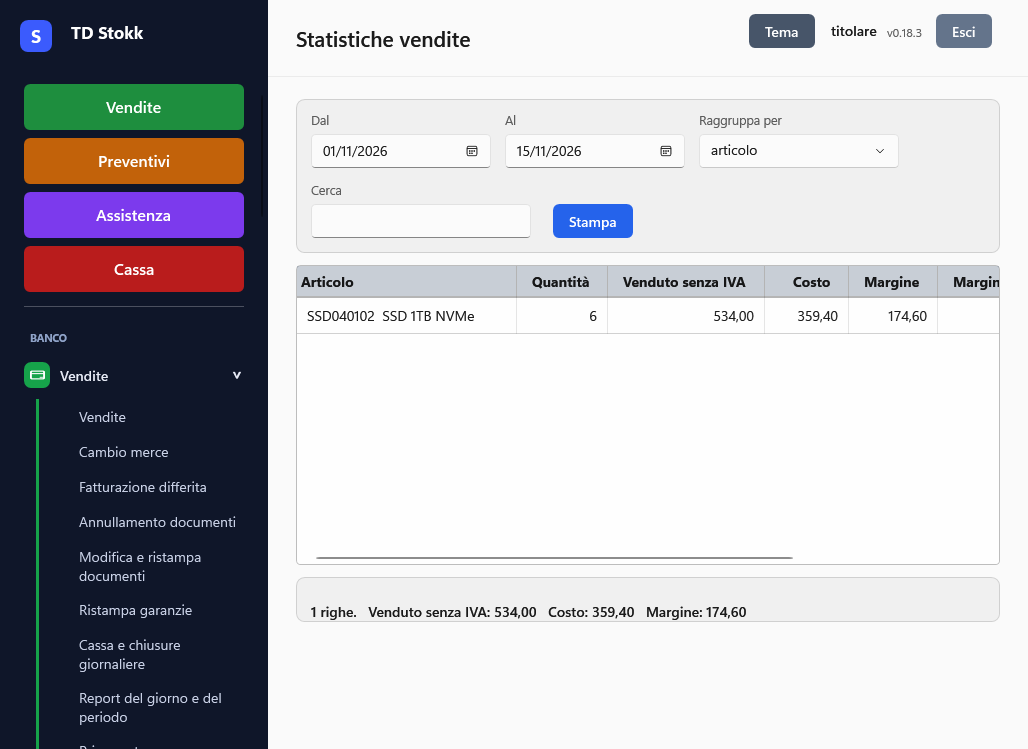 S
TD Stokk
Vendite
Preventivi
Assistenza
Cassa
BANCO
Vendite
Vendite
Cambio merce
Fatturazione differita
Annullamento documenti
Modifica e ristampa
documenti
Ristampa garanzie
Cassa e chiusure
giornaliere
Report del giorno e del
periodo
Statistiche vendite
Tema
titolare
v0.18.3
Esci
Dal
Al
Raggruppa per
01/11/2026
15/11/2026
articolo
Cerca
Stampa
Articolo Quantità Venduto senza IVA Costo Margine Margin
SSD040102 SSD 1TB NVMe 6 534,00 359,40 174,60
1 righe. Venduto senza IVA: 534,00 Costo: 359,40 Margine: 174,60